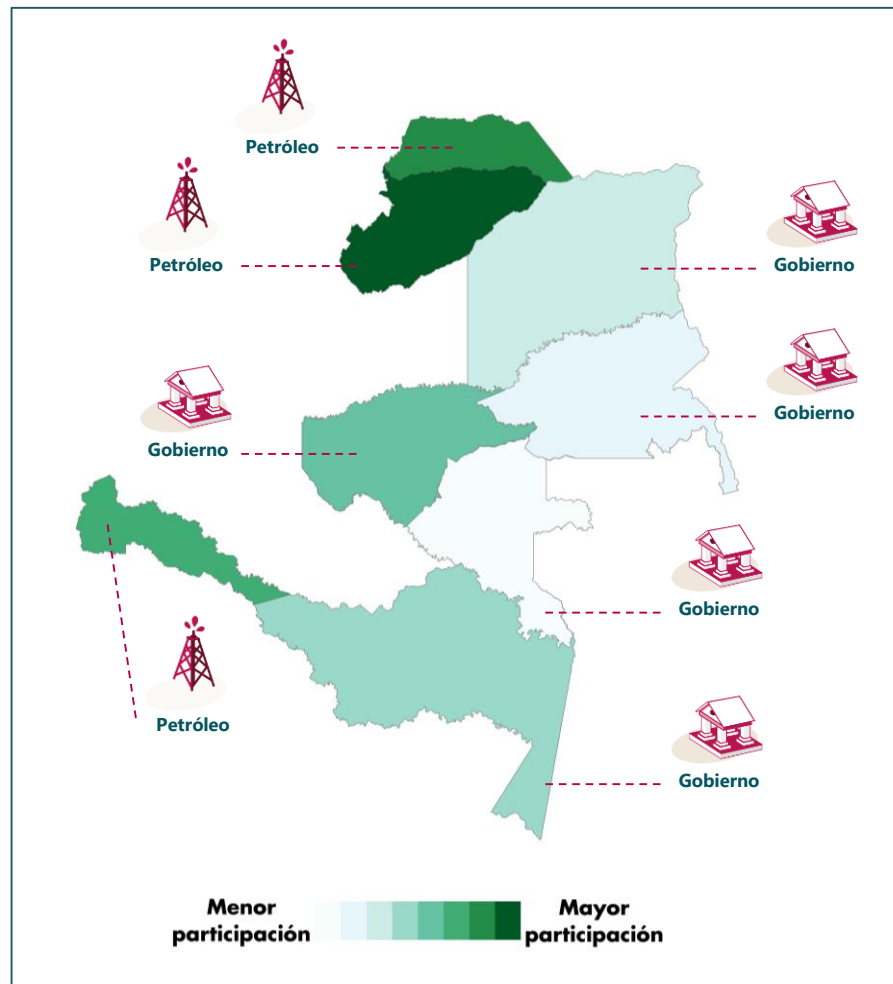 Petróleo
Petróleo
Gobierno
Gobierno
Gobierno
Gobierno
Petróleo
Gobierno
Menor
participación
Mayor
participación